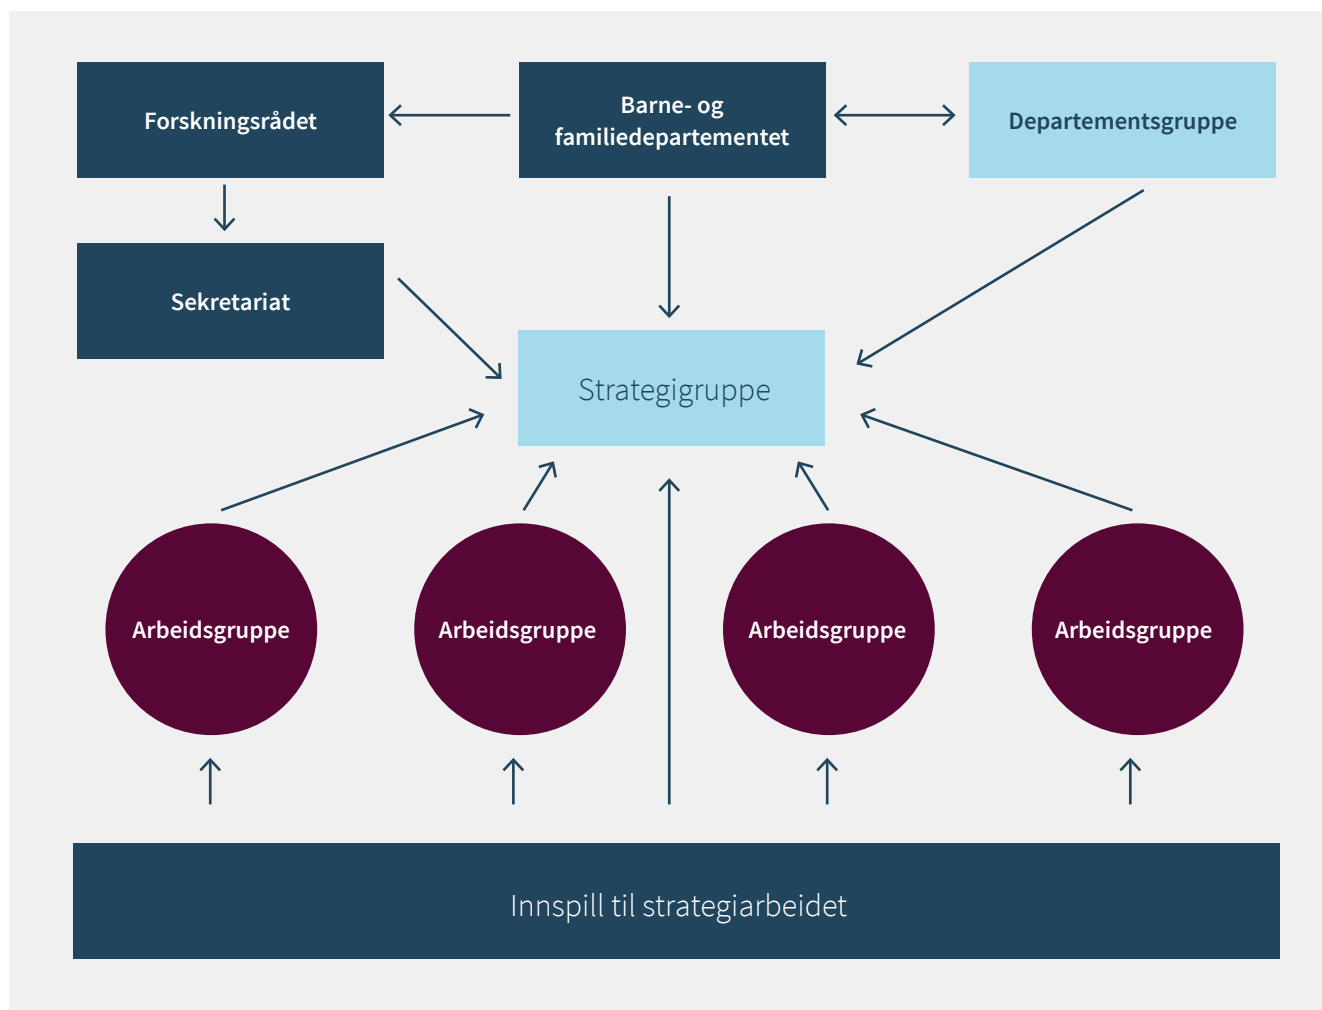 Forskningsrådet
Barne- og
familiedepartementet
Departementsgruppe
Sekretariat
Strategigruppe
Arbeidsgruppe
Arbeidsgruppe
Arbeidsgruppe
Arbeidsgruppe
Innspill til strategiarbeidet